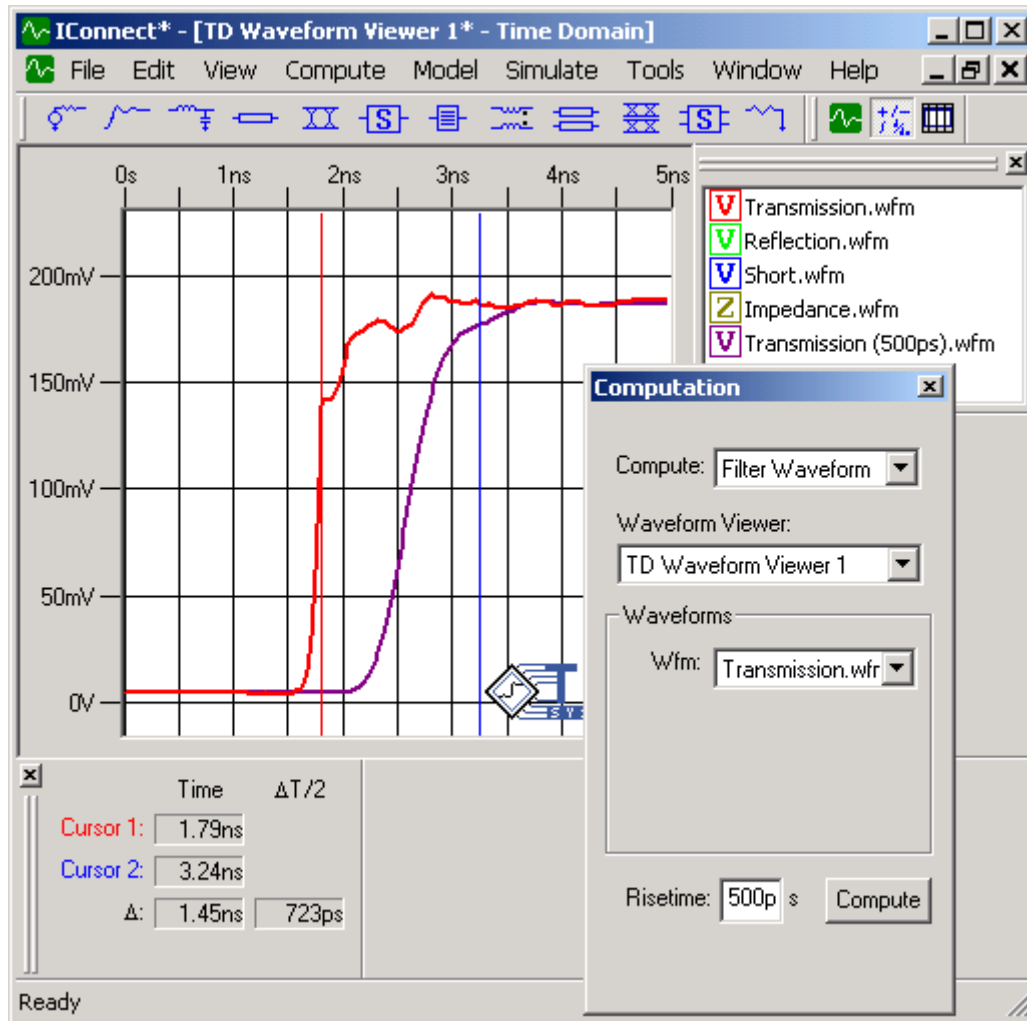 IConnect* - [TD Waveform Viewer 1* - Time Domain]
File Edit View Compute Model Simulate Tools Window Help
S S
0s 1ns 2ns 3ns 4ns 5ns
200mV
150mV
100mV
50mV
0V
V Transmission.wfm
V Reflection.wfm
V Short.wfm
Z Impedance.wfm
V Transmission (500ps).wfm
Computation
Compute: Filter Waveform
Waveform Viewer:
TD Waveform Viewer 1
Waveforms
Wfm: Transmission.wfr
Risetime: 500p s Compute
T
S Y
Time ΔT/2
Cursor 1: 1.79ns
Cursor 2: 3.24ns
Δ: 1.45ns 723ps
Ready